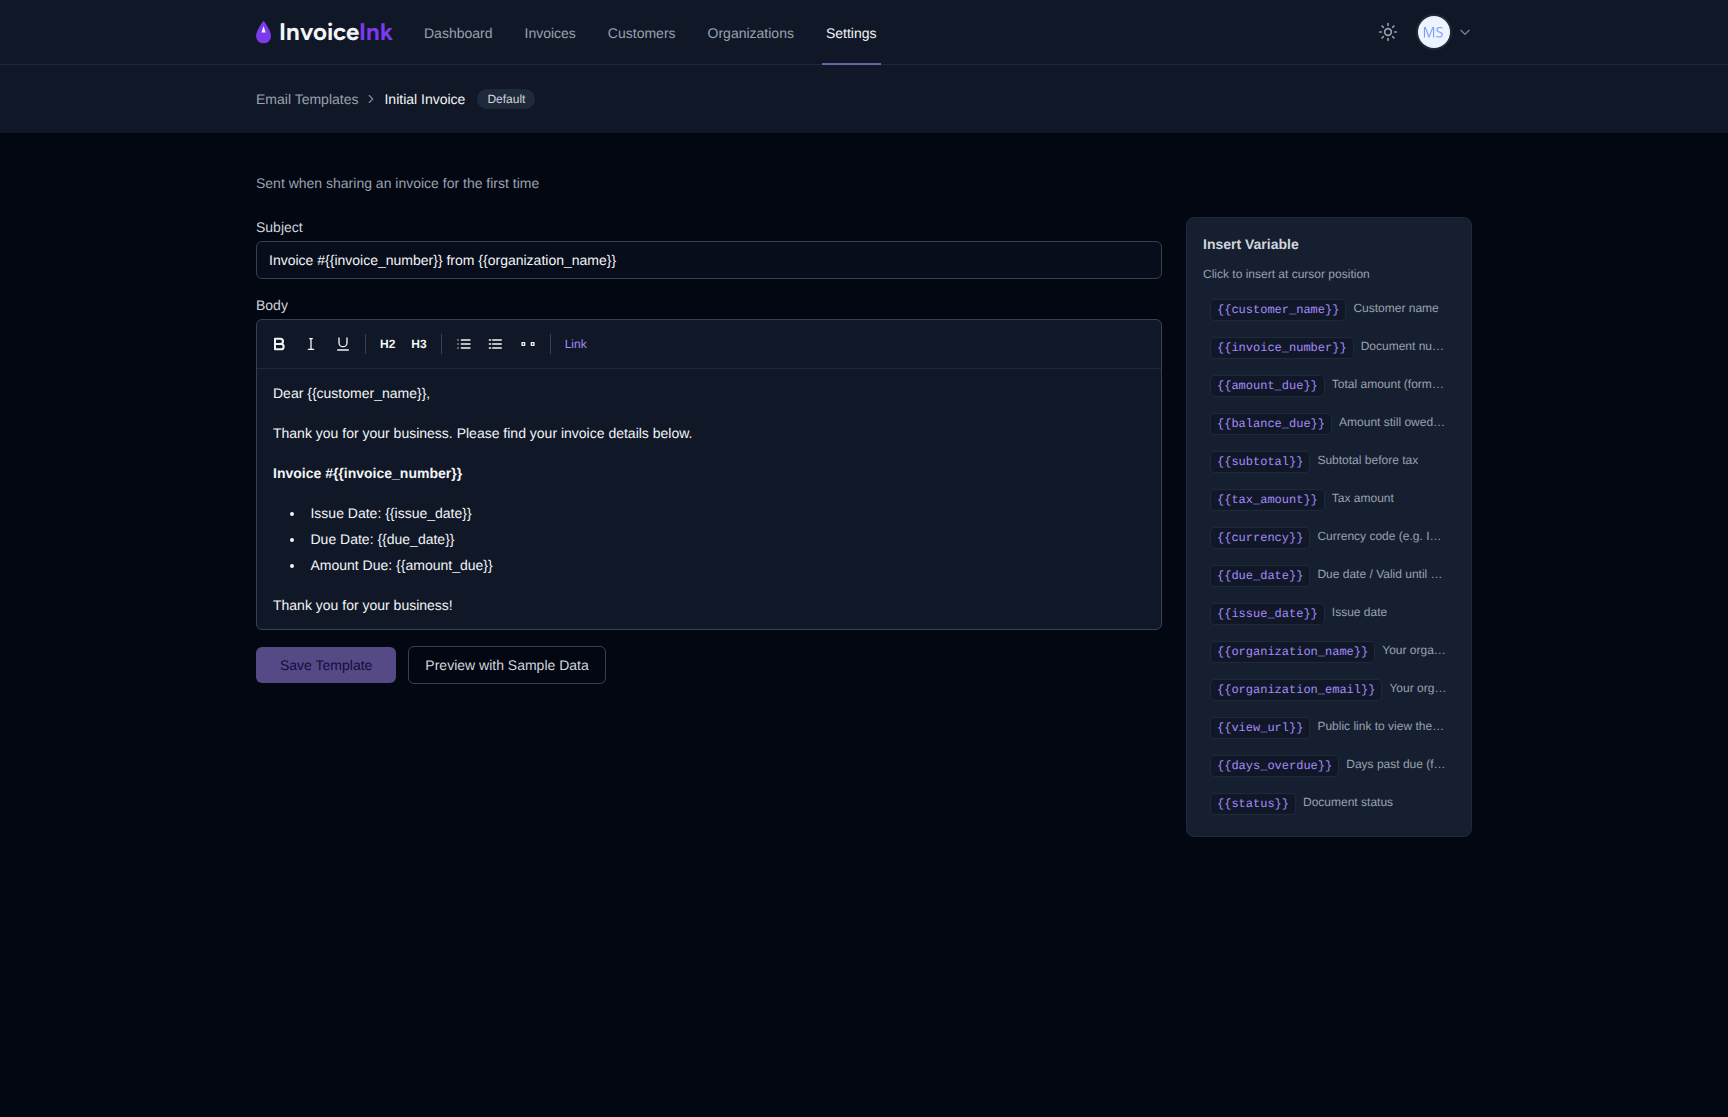 InvoiceInk
Dashboard
Invoices
Customers
Organizations
Settings
MS
Email Templates
Initial Invoice
Default
Sent when sharing an invoice for the first time
Subject
Invoice #{{invoice_number}} from {{organization_name}}
Body
B I U H2 H3 Link
Dear {{customer_name}},
Thank you for your business. Please find your invoice details below.
Invoice #{{invoice_number}}
• Issue Date: {{issue_date}}
• Due Date: {{due_date}}
• Amount Due: {{amount_due}}
Thank you for your business!
Save Template
Preview with Sample Data
Insert Variable
Click to insert at cursor position
{{customer_name}} Customer name
{{invoice_number}} Document nu…
{{amount_due}} Total amount (form…
{{balance_due}} Amount still owed…
{{subtotal}} Subtotal before tax
{{tax_amount}} Tax amount
{{currency}} Currency code (e.g. I…
{{due_date}} Due date / Valid until …
{{issue_date}} Issue date
{{organization_name}} Your orga…
{{organization_email}} Your org…
{{view_url}} Public link to view the…
{{days_overdue}} Days past due (f…
{{status}} Document status